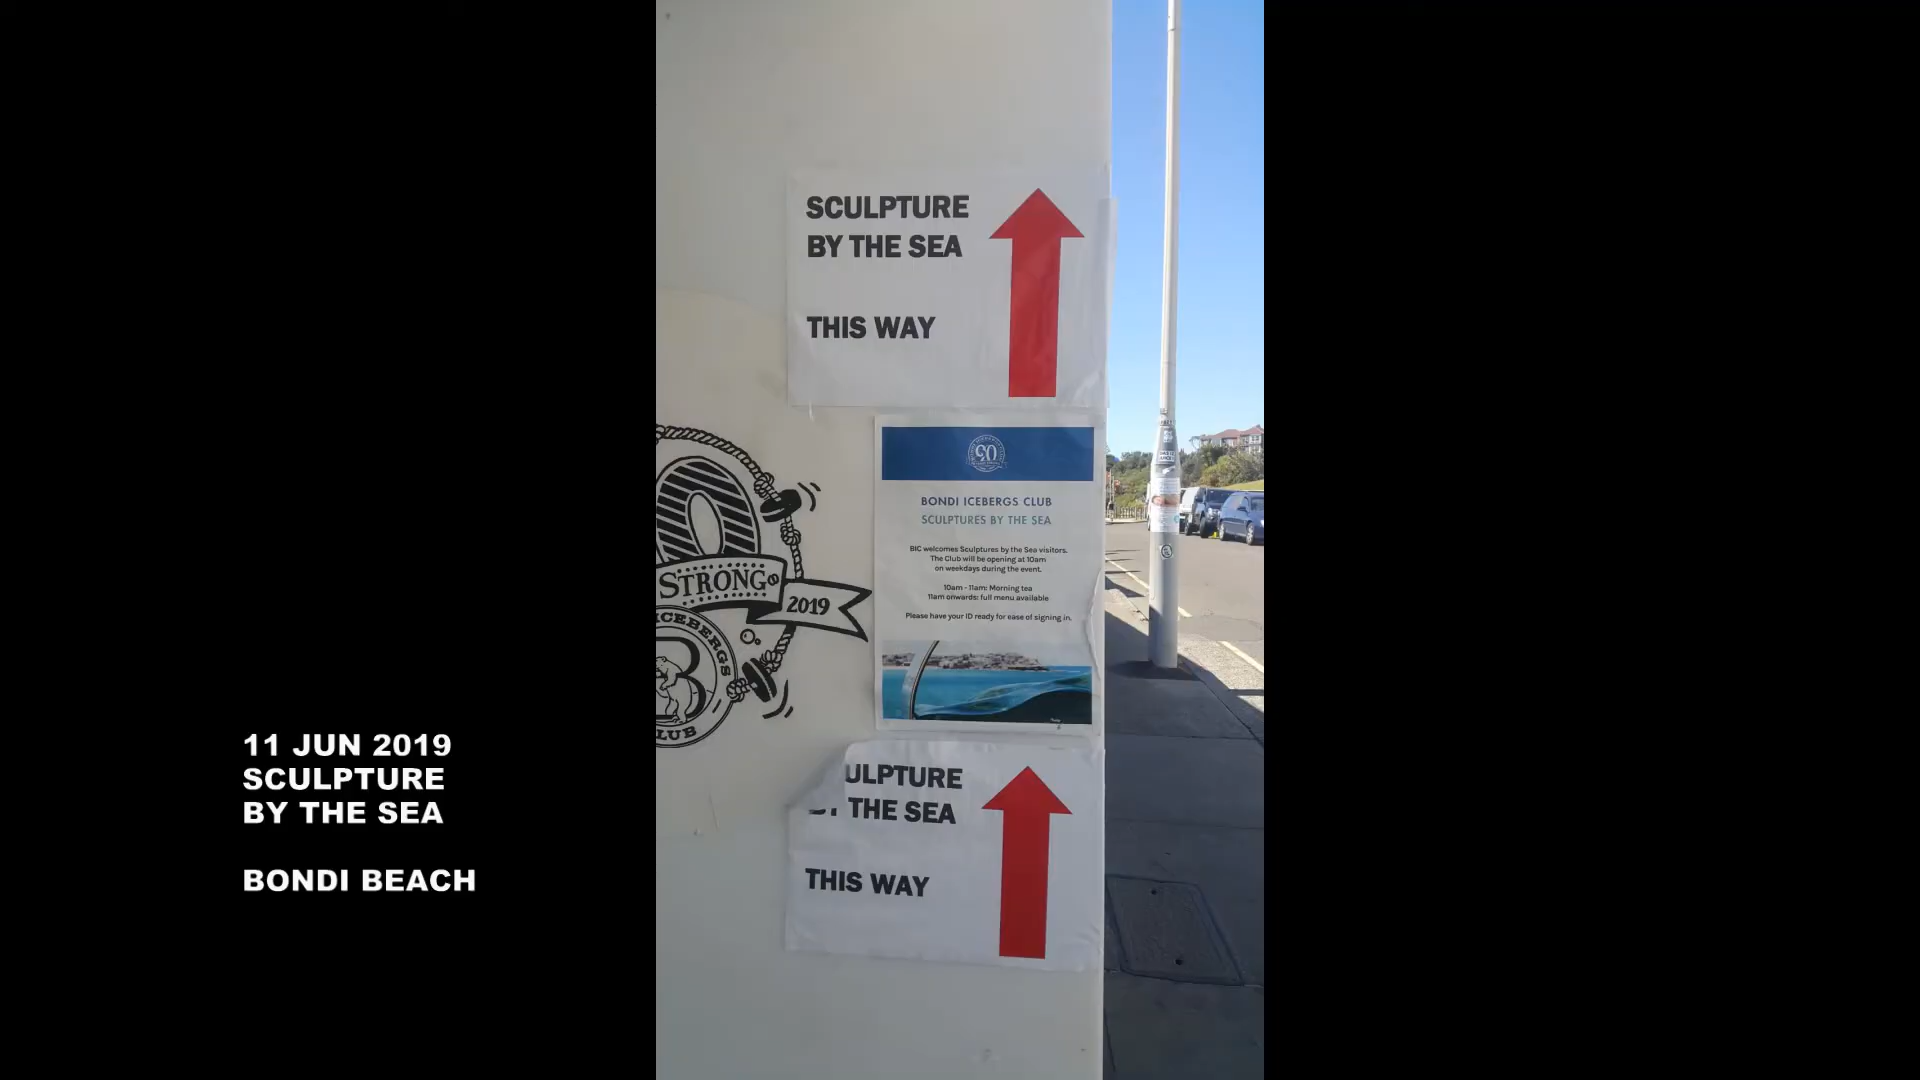 SCULPTURE
BY THE SEA
THIS WAY
90
BONDI ICEBERGS CLUB
SCULPTURES BY THE SEA
BIC welcomes Sculptures by the Sea visitors.
The Club will be opening at 10am
on weekdays during the event.
10am - 11am: Morning tea
11am onwards: full menu available
Please have your ID ready for ease of signing in.
0
STRONG
2019
ICEBERGS
B
LUB
ULPTURE
THE SEA
THIS WAY
11 JUN 2019
SCULPTURE
BY THE SEA
BONDI BEACH